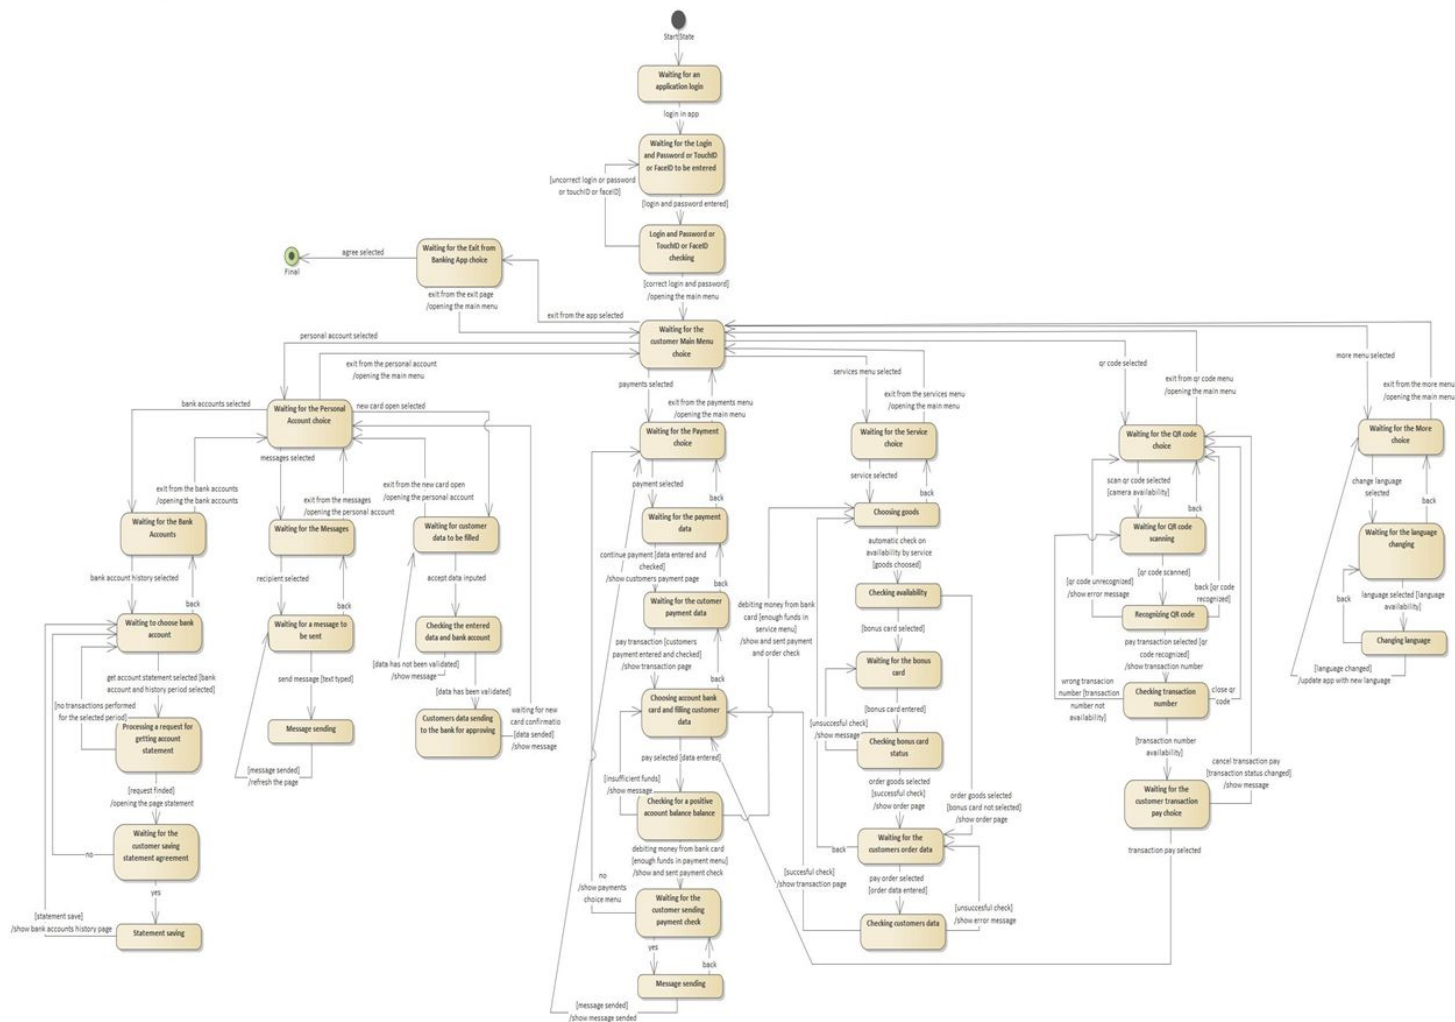 Start State
Waiting for an
application login
login in app
Waiting for the Login
and Password or TouchID
or FaceID to be entered
[uncorrect login or password
or touchID or faceID]
[login and password entered]
Login and Password or
TouchID or FaceID
checking
Waiting for the Exit from
Banking App choice
agree selected
Final
[correct login and password]
/opening the main menu
exit from the exit page
/opening the main menu
exit from the app selected
Waiting for the
customer Main Menu
choice
personal account selected
exit from the personal account
/opening the main menu
payments selected
exit from the payments menu
/opening the main menu
services menu selected
exit from the services menu
/opening the main menu
qr code selected
exit from qr code menu
/opening the main menu
more menu selected
exit from the more menu
/opening the main menu
bank accounts selected
Waiting for the Personal
Account choice
new card open selected
messages selected
exit from the bank accounts
/opening the bank accounts
exit from the messages
/opening the personal account
exit from the new card open
/opening the personal account
Waiting for the Bank
Accounts
bank account history selected
back
Waiting to choose bank
account
get account statement selected [bank
account and history period selected]
[no transactions performed
for the selected period]
Processing a request for
getting account
statement
[request finded]
/opening the page statement
Waiting for the
customer saving
statement agreement
no
yes
[statement save]
/show bank accounts history page
Statement saving
Waiting for the Messages
recipient selected
back
Waiting for a message to
be sent
send message [text typed]
Message sending
[message sended]
/refresh the page
Waiting for customer
data to be filled
accept data inputed
Checking the entered
data and bank account
[data has not been validated]
/show message
[data has been validated]
Customers data sending
to the bank for approving
waiting for new
card confirmatio
[data sended]
/show message
Waiting for the Payment
choice
payment selected
back
Waiting for the payment
data
continue payment [data entered and
checked]
/show customers payment page
back
Waiting for the cutomer
payment data
pay transaction [customers
payment entered and checked]
/show transaction page
back
Choosing account bank
card and filling customer
data
pay selected [data entered]
[insufficient funds]
/show message
Checking for a positive
account balance balance
debiting money from bank card
[enough funds in payment menu]
/show and sent payment check
no
/show payments
choice menu
Waiting for the
customer sending
payment check
yes
back
Message sending
[message sended]
/show message sended
debiting money from bank
card [enough funds in
service menu]
/show and sent payment
and order check
Waiting for the Service
choice
service selected
back
Choosing goods
automatic check on
availability by service
[goods choosed]
Checking availability
[bonus card selected]
Waiting for the bonus
card
[bonus card entered]
[unsuccesful check]
/show message
Checking bonus card
status
order goods selected
[successful check]
/show order page
order goods selected
[bonus card not selected]
/show order page
Waiting for the
customers order data
back
pay order selected
[order data entered]
[succesful check]
/show transaction page
[unsuccesful check]
/show error message
Checking customers data
Waiting for the QR code
choice
scan qr code selected
[camera availability]
back
Waiting for QR code
scanning
[qr code scanned]
[qr code unrecognized]
/show error message
back [qr code
recognized]
Recognizing QR code
pay transaction selected [qr
code recognized]
/show transaction number
wrong transacion
number [transaction
number not
availability]
Checking transaction
number
close qr
code
[transaction number
availability]
cancel transaction pay
[transaction status changed]
/show message
Waiting for the
customer transaction
pay choice
transaction pay selected
Waiting for the More
choice
change language
selected
back
Waiting for the language
changing
language selected [language
availability]
back
Changing language
[language changed]
/update app with new language